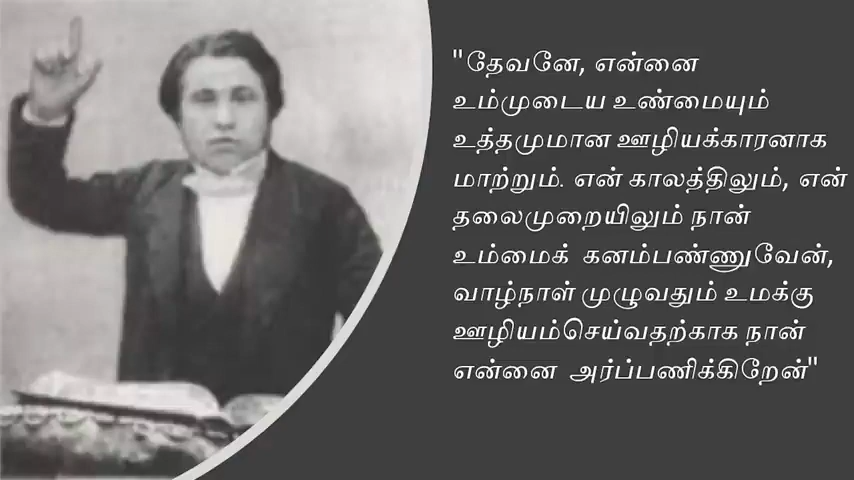 "தேவனே, என்னை
உம்முடைய உண்மையும்
உத்தமுமான ஊழியக்காரனாக
மாற்றும். என் காலத்திலும், என்
தலைமுறையிலும் நான்
உம்மைக் கனம்பண்ணுவேன்,
வாழ்நாள் முழுவதும் உமக்கு
ஊழியம்செய்வதற்காக நான்
என்னை அர்ப்பணிக்கிறேன்"